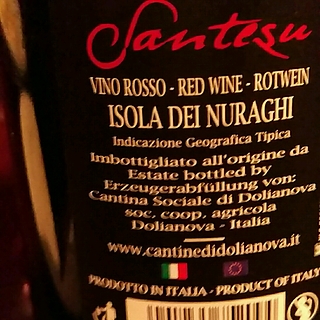 Santesu
VINO ROSSO - RED WINE - ROTWEIN
ISOLA DEI NURAGHI
Indicazione Geografica Tipica
Imbottigliato all'origine da
Estate bottled by
Erzeugerabfüllung von:
Cantina Sociale di Dolianova
soc. coop. agricola
Dolianova - Italia
www.cantinedidolianova.it
PRODOTTO IN ITALIA - PRODUCT OF ITALY